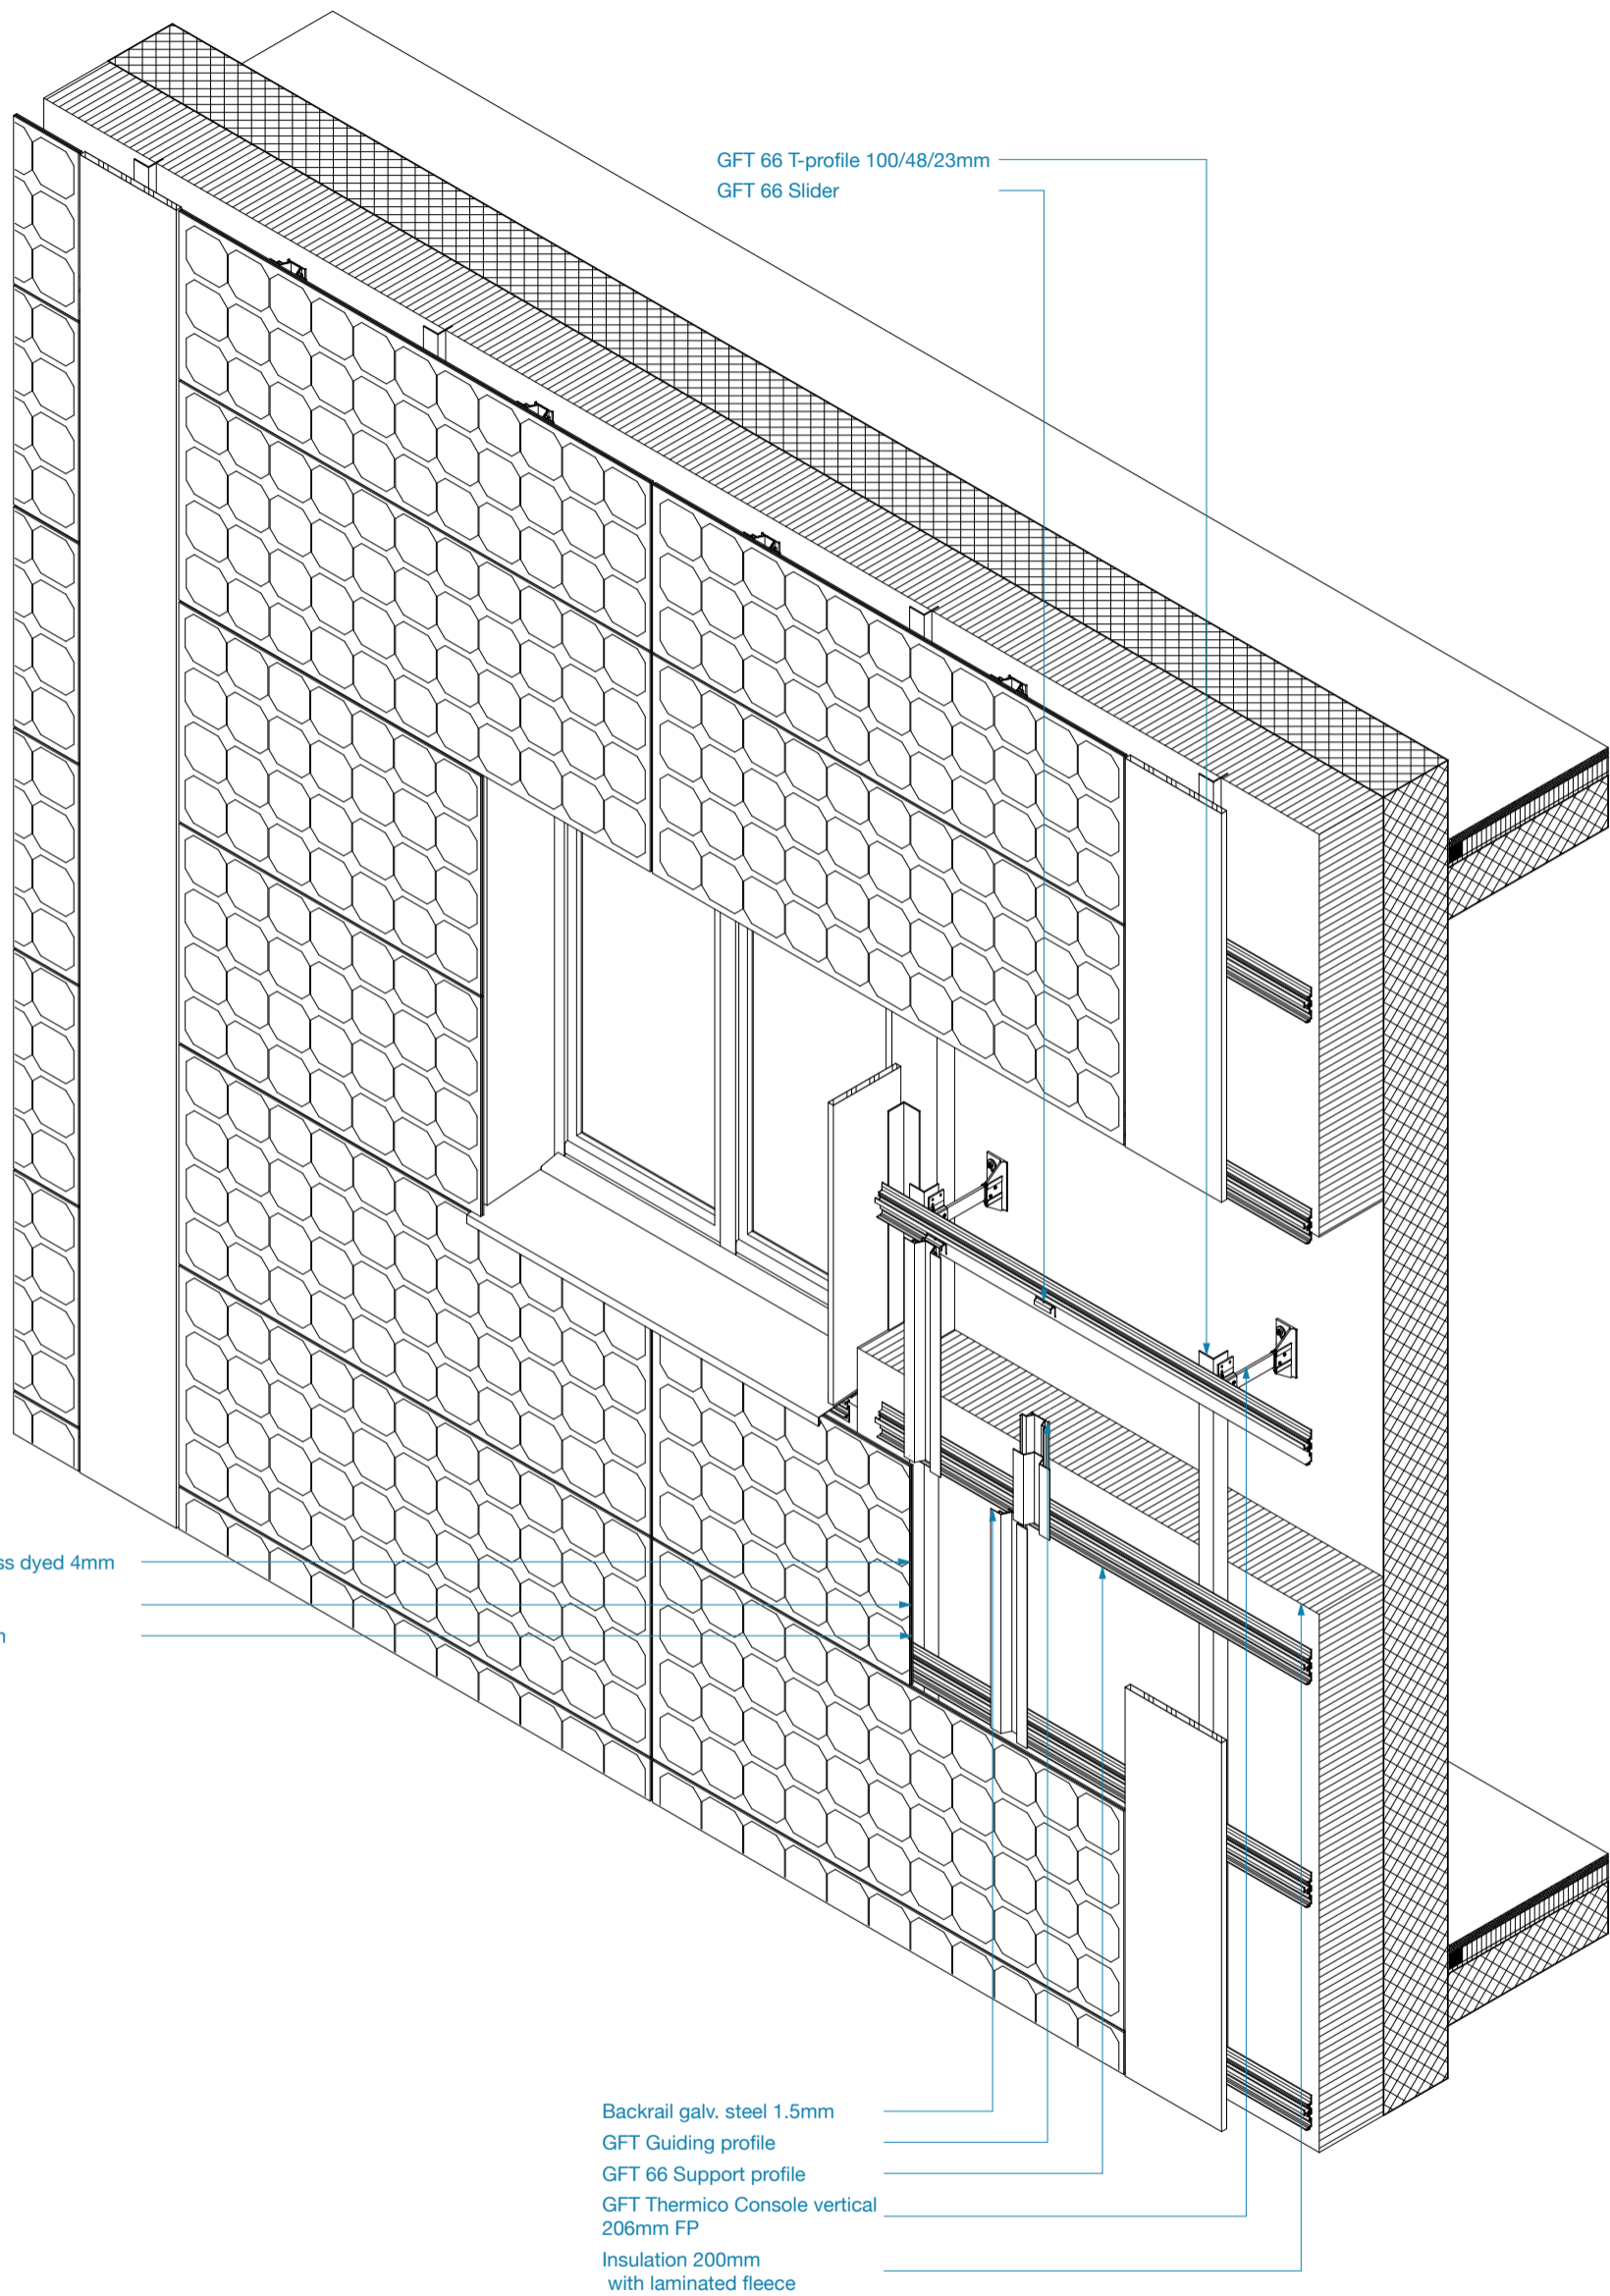 GFT 66 T-profile 100/48/23mm
GFT 66 Slider
dyed 4mm
Backrail galv. steel 1.5mm
GFT Guiding profile
GFT 66 Support profile
GFT Thermico Console vertical
206mm FP
Insulation 200mm
with laminated fleece